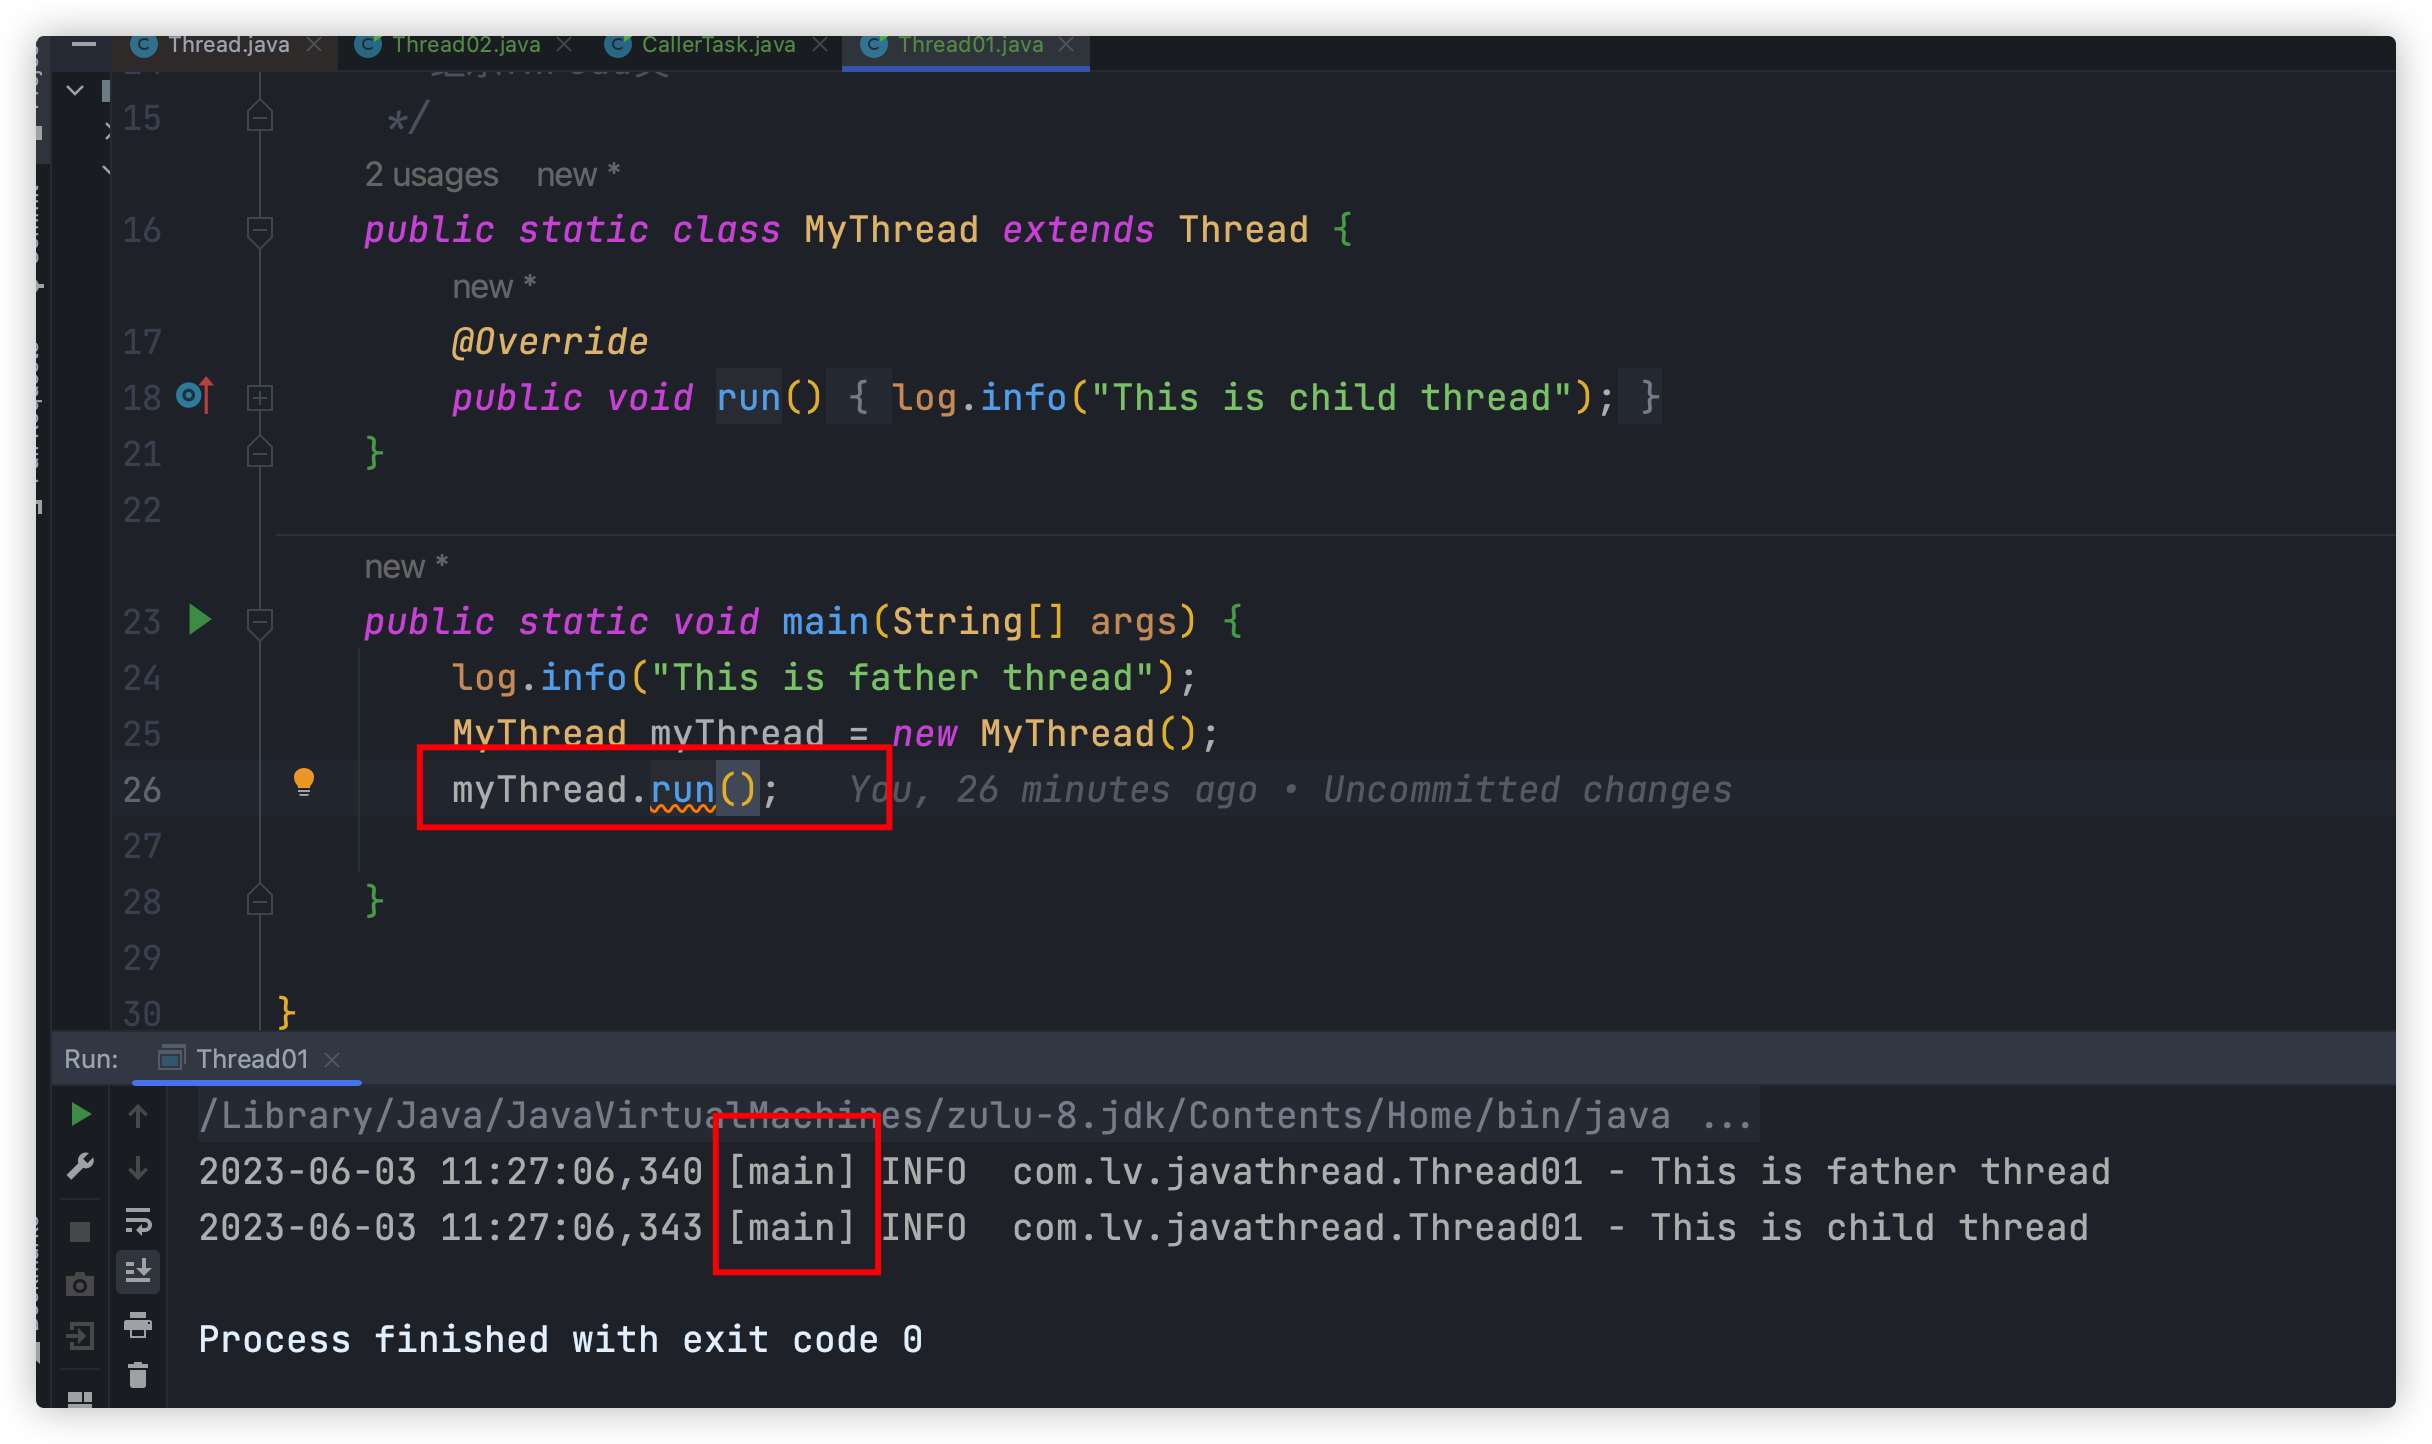 Thread.java Thread02.java CallerTask.java Thread01.java
15 */
2 usages new *
16 public static class MyThread extends Thread {
new *
17 @Override
18 public void run() { log.info("This is child thread"); }
21 }
22
new *
23 public static void main(String[] args) {
24 log.info("This is father thread");
25 MyThread myThread = new MyThread();
26 myThread.run(); You, 26 minutes ago • Uncommitted changes
27
28 }
29
30 }
Run: Thread01
/Library/Java/JavaVirtualMachines/zulu-8.jdk/Contents/Home/bin/java ...
2023-06-03 11:27:06,340 [main] INFO com.lv.javathread.Thread01 - This is father thread
2023-06-03 11:27:06,343 [main] INFO com.lv.javathread.Thread01 - This is child thread
Process finished with exit code 0